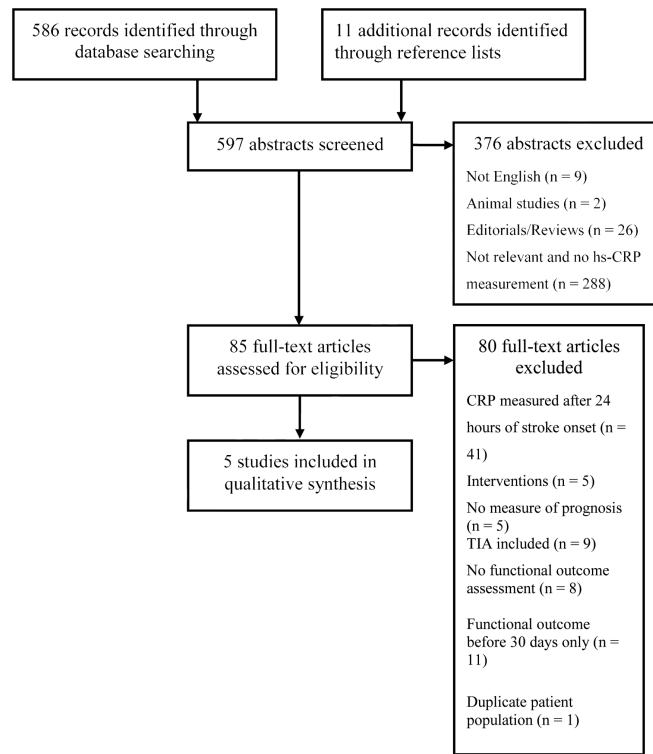 586 records identified through
database searching
11 additional records identified
through reference lists
597 abstracts screened
376 abstracts excluded
Not English (n = 9)
Animal studies (n = 2)
Editorials/Reviews (n = 26)
Not relevant and no hs-CRP
measurement (n = 288)
85 full-text articles
assessed for eligibility
80 full-text articles
excluded
CRP measured after 24
hours of stroke onset (n =
41)
Interventions (n = 5)
No measure of prognosis
(n = 5)
TIA included (n = 9)
No functional outcome
assessment (n = 8)
Functional outcome
before 30 days only (n =
11)
Duplicate patient
population (n = 1)
5 studies included in
qualitative synthesis